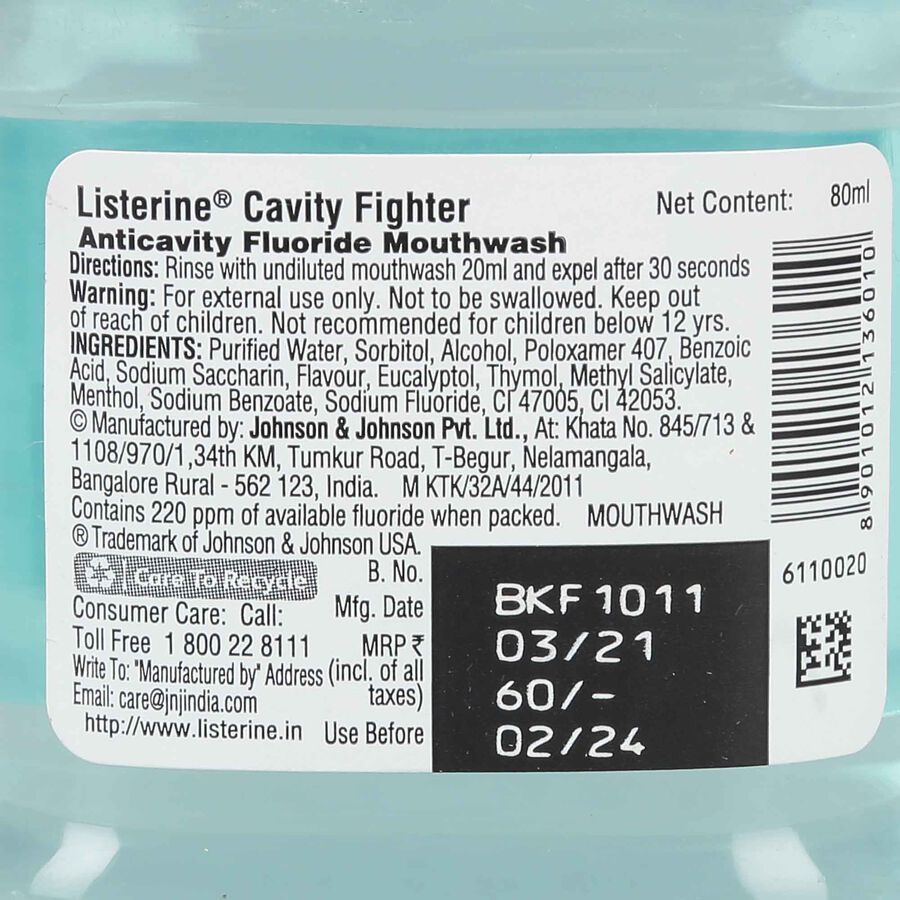 Listerine® Cavity Fighter
Net Content: 80ml
Anticavity Fluoride Mouthwash
Directions: Rinse with undiluted mouthwash 20ml and expel after 30 seconds
Warning: For external use only. Not to be swallowed. Keep out
of reach of children. Not recommended for children below 12 yrs.
INGREDIENTS: Purified Water, Sorbitol, Alcohol, Poloxamer 407, Benzoic
Acid, Sodium Saccharin, Flavour, Eucalyptol, Thymol, Methyl Salicylate,
Menthol, Sodium Benzoate, Sodium Fluoride, CI 47005, CI 42053.
© Manufactured by: Johnson & Johnson Pvt. Ltd., At: Khata No. 845/713 &
1108/970/1,34th KM, Tumkur Road, T-Begur, Nelamangala,
Bangalore Rural - 562 123, India. M KTK/32A/44/2011
Contains 220 ppm of available fluoride when packed. MOUTHWASH
® Trademark of Johnson & Johnson USA.
Care To Recycle
Consumer Care: Call:
Toll Free 1 800 22 8111
Write To: "Manufactured by" Address
Email: care@jnjindia.com
http://www.listerine.in
B. No. BKF 1011
Mfg. Date 03/21
MRP ₹ 60/-
(incl. of all
taxes)
Use Before 02/24
8 901012 136010
6110020